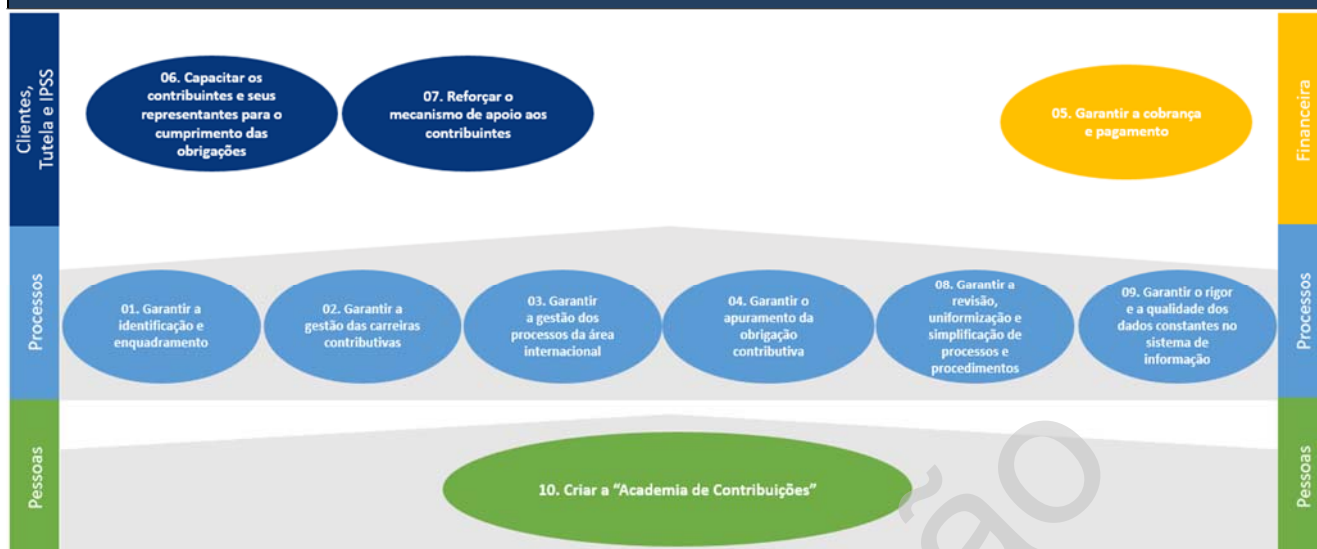 Clientes,
Tutela e IPSS
06. Capacitar os
contribuintes e seus
representantes para o
cumprimento das
obrigações
07. Reforçar o
mecanismo de apoio aos
contribuintes
05. Garantir a cobrança
e pagamento
Financeira
Processos
01. Garantir a
identificação e
enquadramento
02. Garantir a
gestão das carreiras
contributivas
03. Garantir
a gestão dos
processos da área
internacional
04. Garantir o
apuramento da
obrigação
contributiva
08. Garantir a
revisão,
uniformização e
simplificação de
processos e
procedimentos
09. Garantir o rigor
e a qualidade dos
dados constantes no
sistema de
informação
Processos
Pessoas
10. Criar a “Academia de Contribuições”
Pessoas
ão